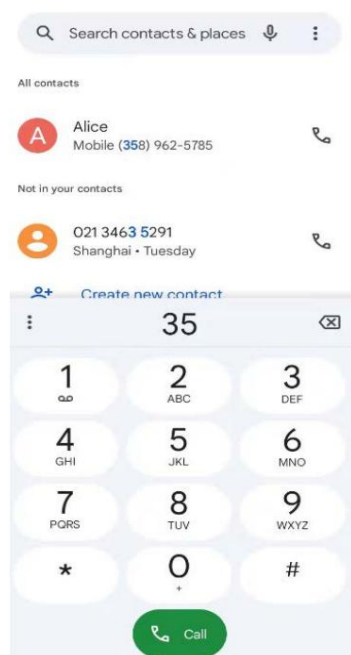 Search contacts & places
All contacts
A
Alice
Mobile (358) 962-5785
Not in your contacts
021 3463 5291
Shanghai • Tuesday
Create new contact
35
1
2
ABC
3
DEF
4
GHI
5
JKL
6
MNO
7
PQRS
8
TUV
9
WXYZ
*
0
+
#
Call